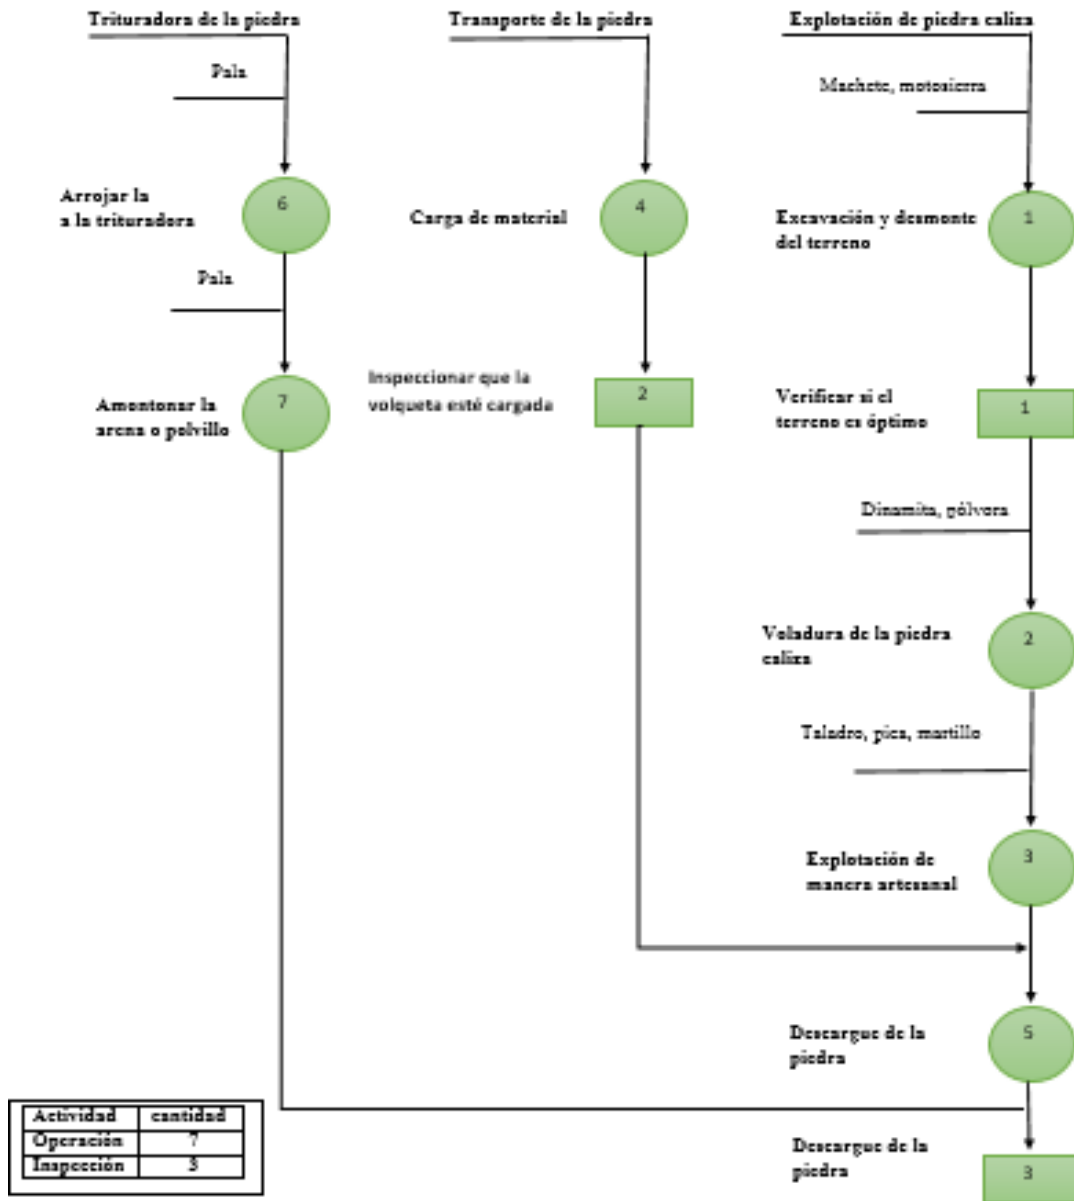 Trituradora de la piedra
Pala
Arrojar la
a la trituradora
6
Pala
Amontonar la
arena o polvillo
7
Transporte de la piedra
Carga de material
4
Inspeccionar que la
volqueta esté cargada
2
Explotación de piedra caliza
Machete, motosierra
Excavación y desmonte
del terreno
1
Verificar si el
terreno es óptimo
1
Dinamita, pólvora
Voladura de la piedra
caliza
2
Taladro, pica, martillo
Explotación de
manera artesanal
3
Descargue de la
piedra
5
Descargue de la
piedra
3
Actividad cantidad
Operación 7
Inspección 3